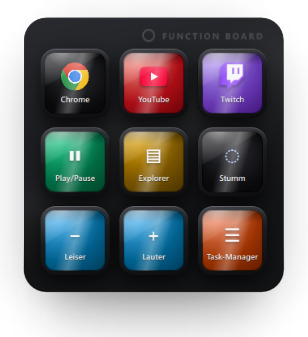 FUNCTION BOARD
Chrome
YouTube
Twitch
Play/Pause
Explorer
Stumm
Leiser
Lauter
Task-Manager